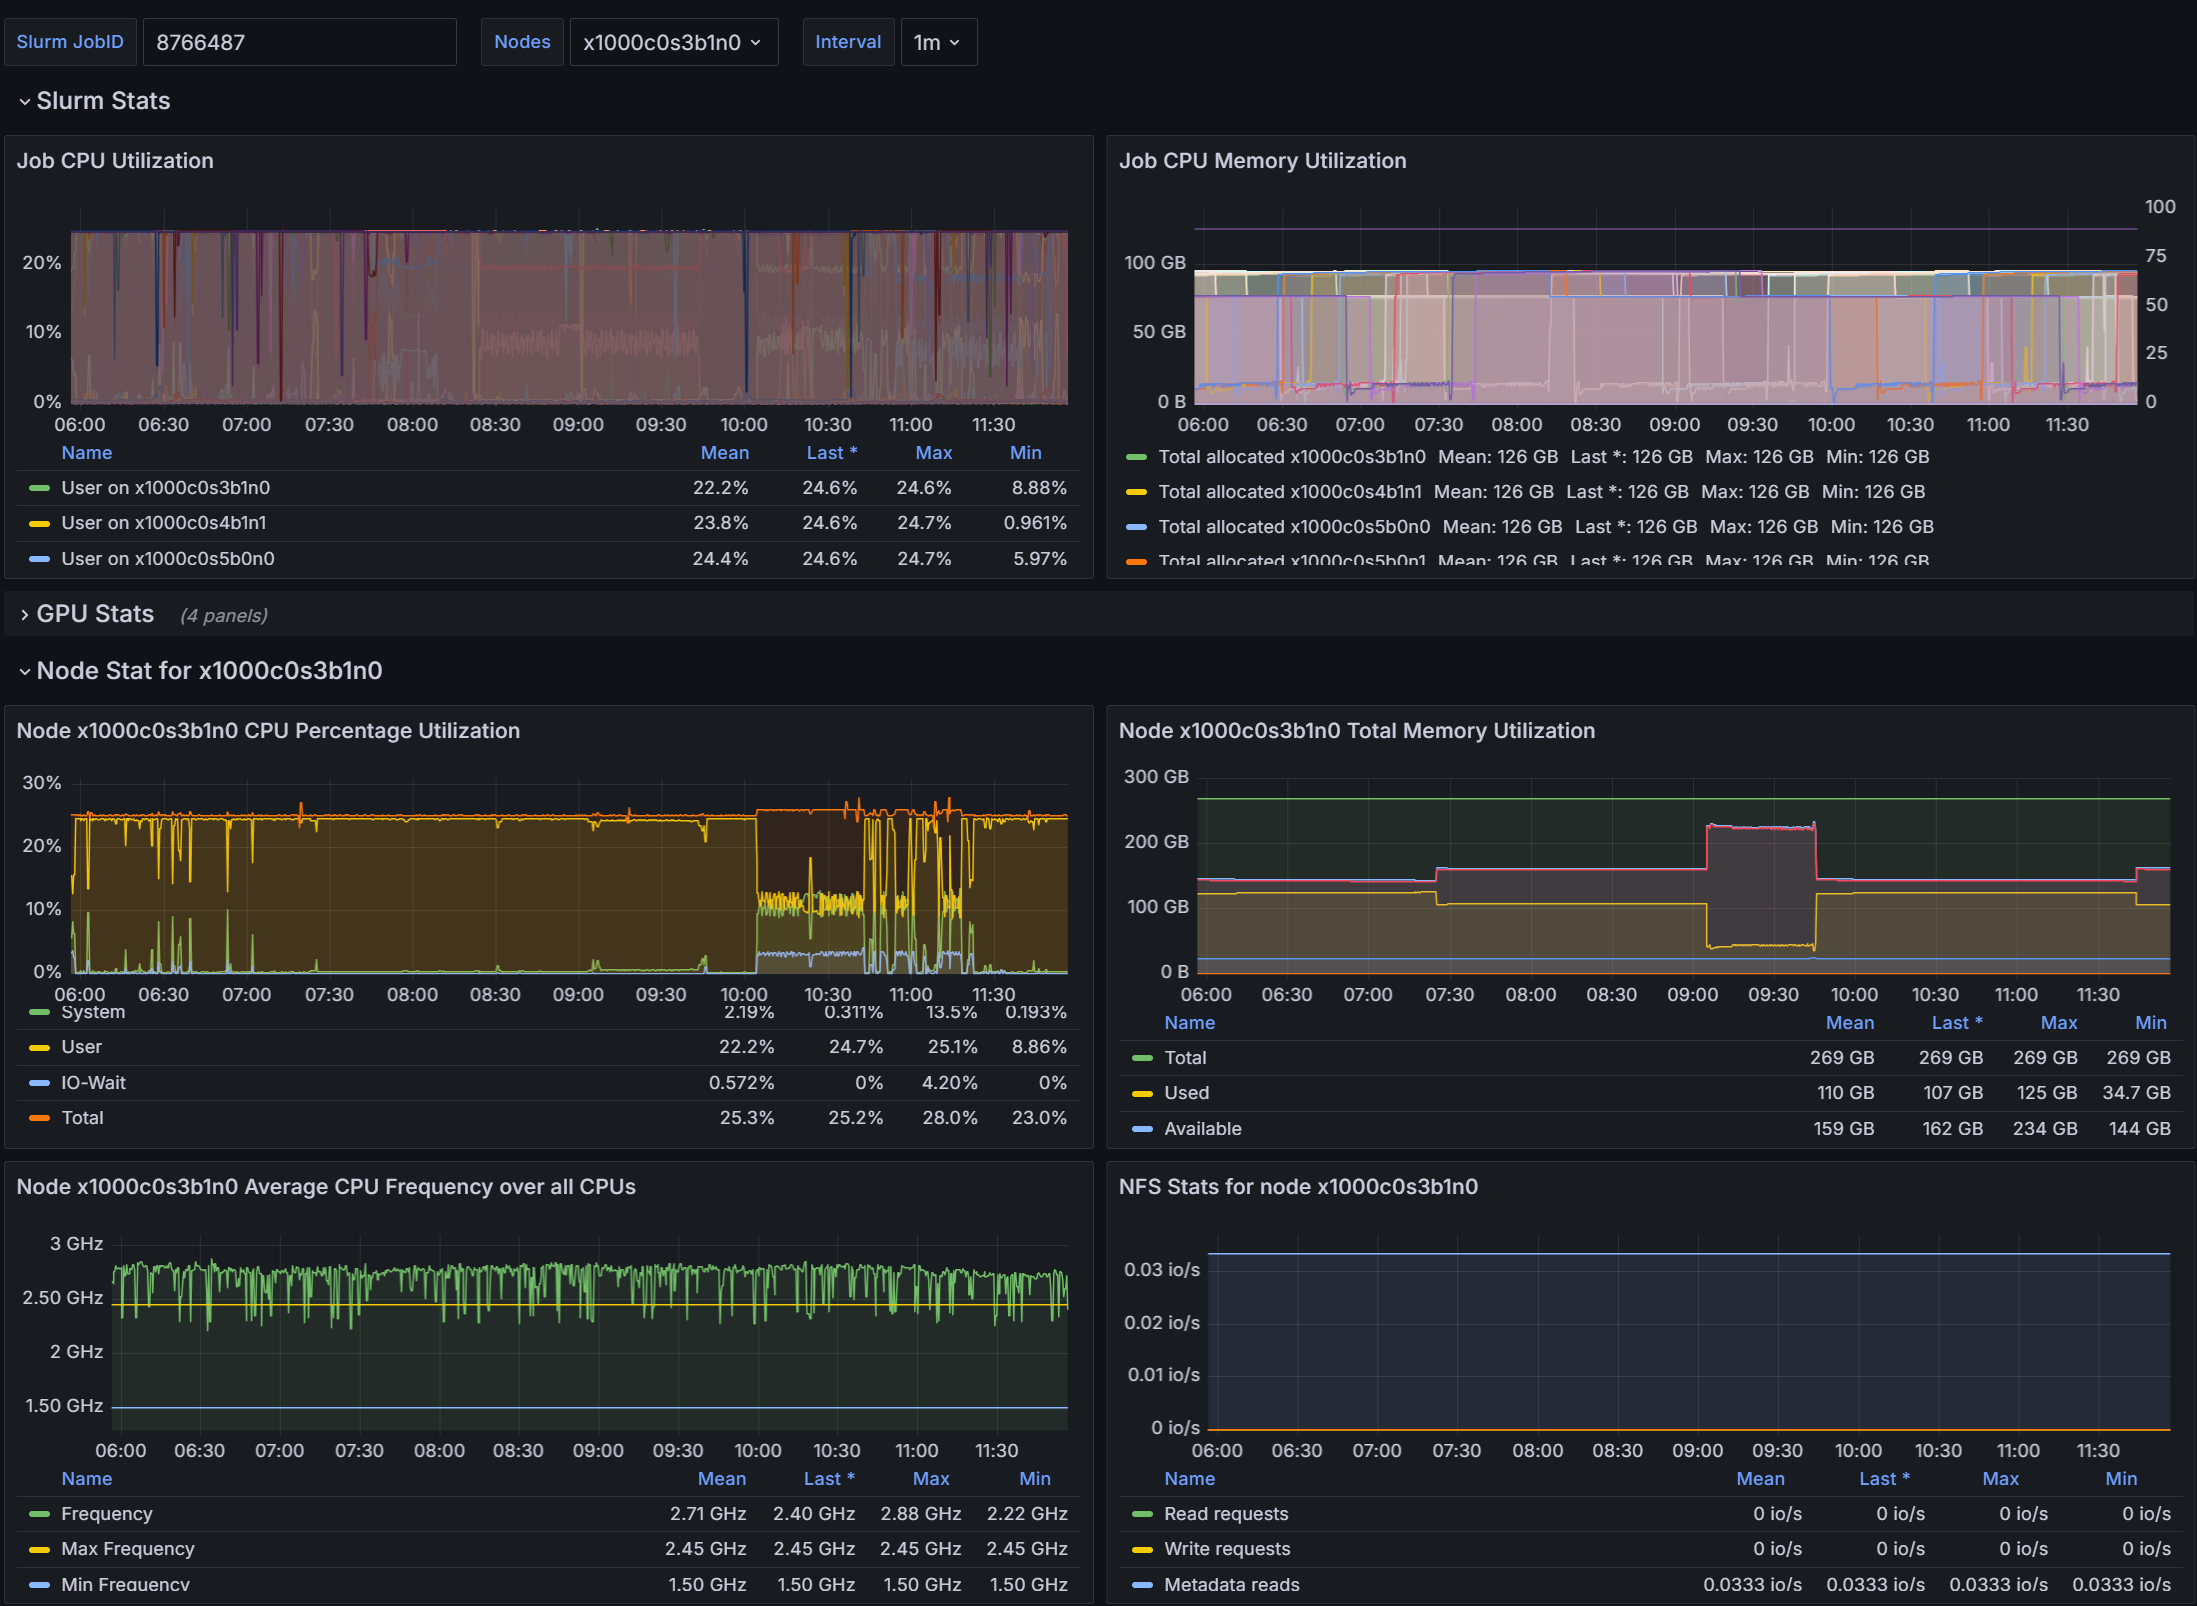 Slurm JobID 8766487 Nodes x1000c0s3b1n0 Interval 1m
Slurm Stats
Job CPU Utilization
20%
10%
0%
06:00 06:30 07:00 07:30 08:00 08:30 09:00 09:30 10:00 10:30 11:00 11:30
Name Mean Last * Max Min
User on x1000c0s3b1n0 22.2% 24.6% 24.6% 8.88%
User on x1000c0s4b1n1 23.8% 24.6% 24.7% 0.961%
User on x1000c0s5b0n0 24.4% 24.6% 24.7% 5.97%
Job CPU Memory Utilization
100
100 GB 75
50
50 GB
25
0 B 0
06:00 06:30 07:00 07:30 08:00 08:30 09:00 09:30 10:00 10:30 11:00 11:30
Total allocated x1000c0s3b1n0 Mean: 126 GB Last *: 126 GB Max: 126 GB Min: 126 GB
Total allocated x1000c0s4b1n1 Mean: 126 GB Last *: 126 GB Max: 126 GB Min: 126 GB
Total allocated x1000c0s5b0n0 Mean: 126 GB Last *: 126 GB Max: 126 GB Min: 126 GB
Total allocated x1000c0s5b0n1 Mean: 126 GB Last *: 126 GB Max: 126 GB Min: 126 GB
GPU Stats (4 panels)
Node Stat for x1000c0s3b1n0
Node x1000c0s3b1n0 CPU Percentage Utilization
30%
20%
10%
0%
06:00 06:30 07:00 07:30 08:00 08:30 09:00 09:30 10:00 10:30 11:00 11:30
System 2.19% 0.311% 13.5% 0.193%
User 22.2% 24.7% 25.1% 8.86%
IO-Wait 0.572% 0% 4.20% 0%
Total 25.3% 25.2% 28.0% 23.0%
Node x1000c0s3b1n0 Total Memory Utilization
300 GB
200 GB
100 GB
0 B
06:00 06:30 07:00 07:30 08:00 08:30 09:00 09:30 10:00 10:30 11:00 11:30
Name Mean Last * Max Min
Total 269 GB 269 GB 269 GB 269 GB
Used 110 GB 107 GB 125 GB 34.7 GB
Available 159 GB 162 GB 234 GB 144 GB
Node x1000c0s3b1n0 Average CPU Frequency over all CPUs
3 GHz
2.50 GHz
2 GHz
1.50 GHz
06:00 06:30 07:00 07:30 08:00 08:30 09:00 09:30 10:00 10:30 11:00 11:30
Name Mean Last * Max Min
Frequency 2.71 GHz 2.40 GHz 2.88 GHz 2.22 GHz
Max Frequency 2.45 GHz 2.45 GHz 2.45 GHz 2.45 GHz
Min Frequency 1.50 GHz 1.50 GHz 1.50 GHz 1.50 GHz
NFS Stats for node x1000c0s3b1n0
0.03 io/s
0.02 io/s
0.01 io/s
0 io/s
06:00 06:30 07:00 07:30 08:00 08:30 09:00 09:30 10:00 10:30 11:00 11:30
Name Mean Last * Max Min
Read requests 0 io/s 0 io/s 0 io/s 0 io/s
Write requests 0 io/s 0 io/s 0 io/s 0 io/s
Metadata reads 0.0333 io/s 0.0333 io/s 0.0333 io/s 0.0333 io/s